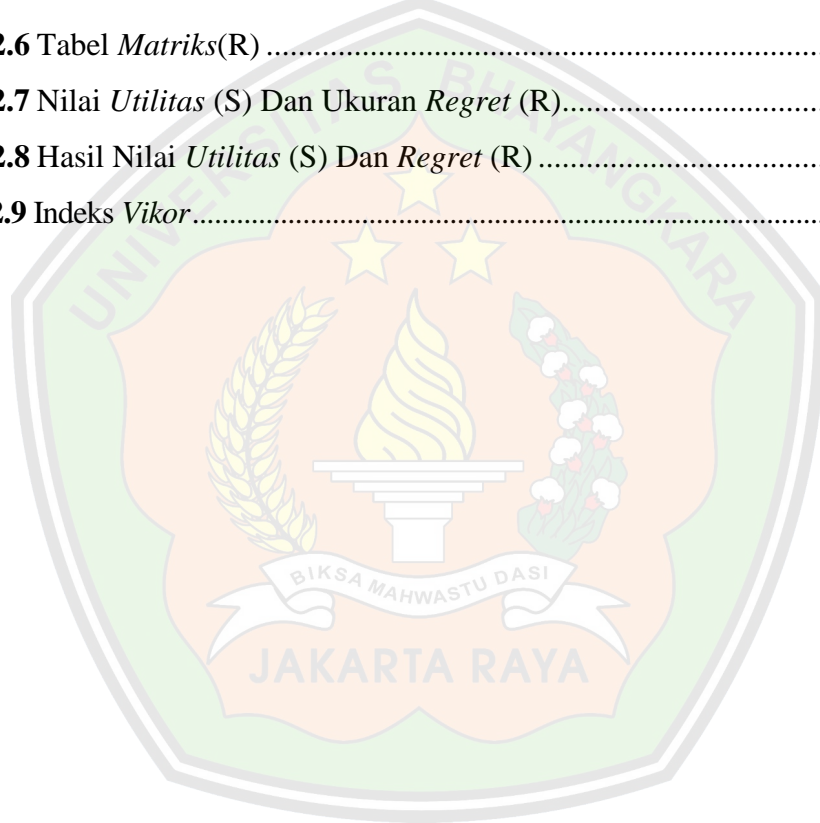 2.6 Tabel Matriks(R) ..........................................................................
2.7 Nilai Utilitas (S) Dan Ukuran Regret (R)...................................
2.8 Hasil Nilai Utilitas (S) Dan Regret (R) ......................................
2.9 Indeks Vikor...................................................................................
UNIVERSITAS BHAYANGKARA
BIKSA MAHWASTU DASI
JAKARTA RAYA